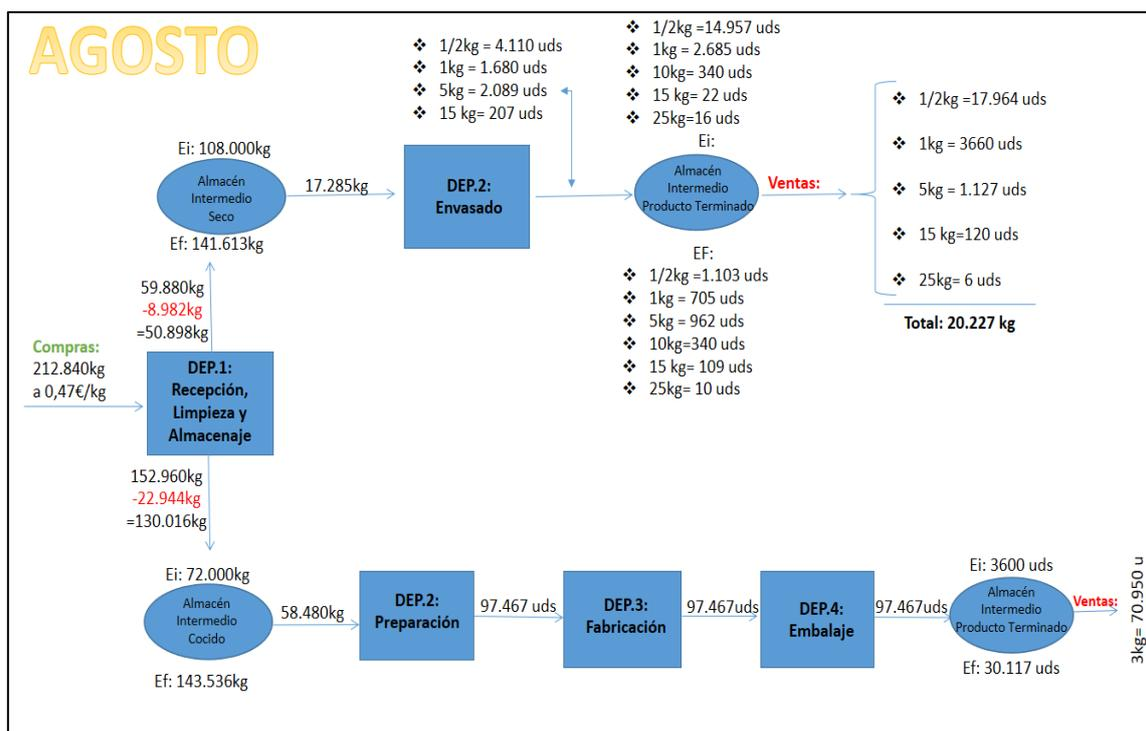 AGOSTO
❖ 1/2kg = 4.110 uds
❖ 1kg = 1.680 uds
❖ 5kg = 2.089 uds
❖ 15 kg= 207 uds
❖ 1/2kg =14.957 uds
❖ 1kg = 2.685 uds
❖ 10kg= 340 uds
❖ 15 kg= 22 uds
❖ 25kg=16 uds
Ei:
❖ 1/2kg =17.964 uds
❖ 1kg = 3660 uds
❖ 5kg = 1.127 uds
❖ 15 kg=120 uds
❖ 25kg= 6 uds
Total: 20.227 kg
Ei: 108.000kg
Almacén
Intermedio
Seco
Ef: 141.613kg
17.285kg
DEP.2:
Envasado
Almacén
Intermedio
Producto Terminado
Ventas:
EF:
❖ 1/2kg =1.103 uds
❖ 1kg = 705 uds
❖ 5kg = 962 uds
❖ 10kg=340 uds
❖ 15 kg= 109 uds
❖ 25kg= 10 uds
59.880kg
-8.982kg
=50.898kg
Compras:
212.840kg
a 0,47€/kg
DEP.1:
Recepción,
Limpieza y
Almacenaje
152.960kg
-22.944kg
=130.016kg
Ei: 72.000kg
Almacén
Intermedio
Cocido
Ef: 143.536kg
58.480kg
DEP.2:
Preparación
97.467 uds
DEP.3:
Fabricación
97.467uds
DEP.4:
Embalaje
97.467uds
Ei: 3600 uds
Almacén
Intermedio
Producto Terminado
Ef: 30.117 uds
Ventas:
3kg= 70.950 u